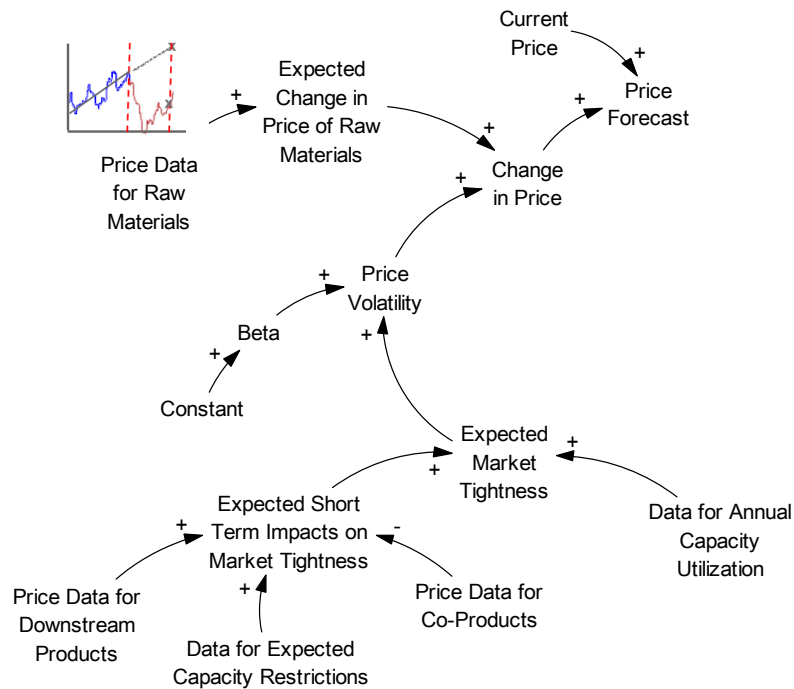 Current
Price
+
Expected
Change in
Price of Raw
Materials
+
+
Price
Forecast
+
Price Data
for Raw
Materials
+
Change
in Price
+
Price
Volatility
+
Beta
+
+
Constant
Expected
Market
Tightness
+
+
Expected Short
Term Impacts on
Market Tightness
+
-
Data for Annual
Capacity
Utilization
Price Data for
Downstream
Products
+
Price Data for
Co-Products
Data for Expected
Capacity Restrictions